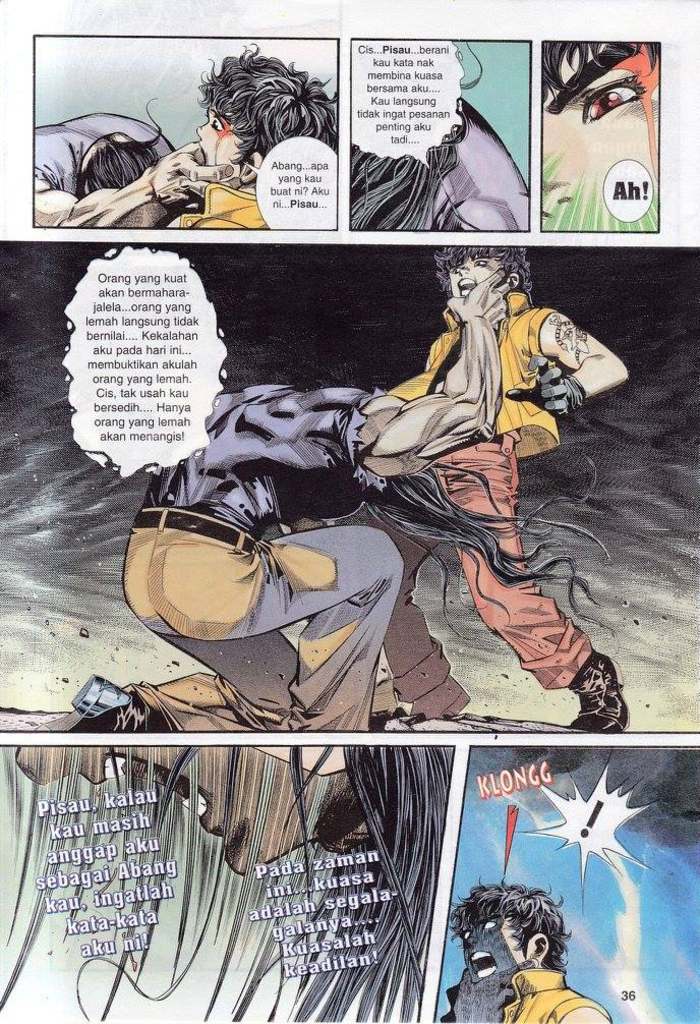 Abang...apa
yang kau
buat ni? Aku
ni...Pisau...
Cis...Pisau...berani
kau kata nak
membina kuasa
bersama aku....
Kau langsung
tidak ingat pesanan
penting aku
tadi....
Ah!
Orang yang kuat
akan bermahara-
jalela...orang yang
lemah langsung tidak
bernilai.... Kekalahan
aku pada hari ini...
membuktikan akulah
orang yang lemah.
Cis, tak usah kau
bersedih.... Hanya
orang yang lemah
akan menangis!
Pisau, kalau
kau masih
anggap aku
sebagai Abang
kau, ingatlah
kata-kata
aku ni!
Pada zaman
ini...kuasa
adalah segala-
galanya....
Kuasalah
keadilan!
KLONGG
!
36